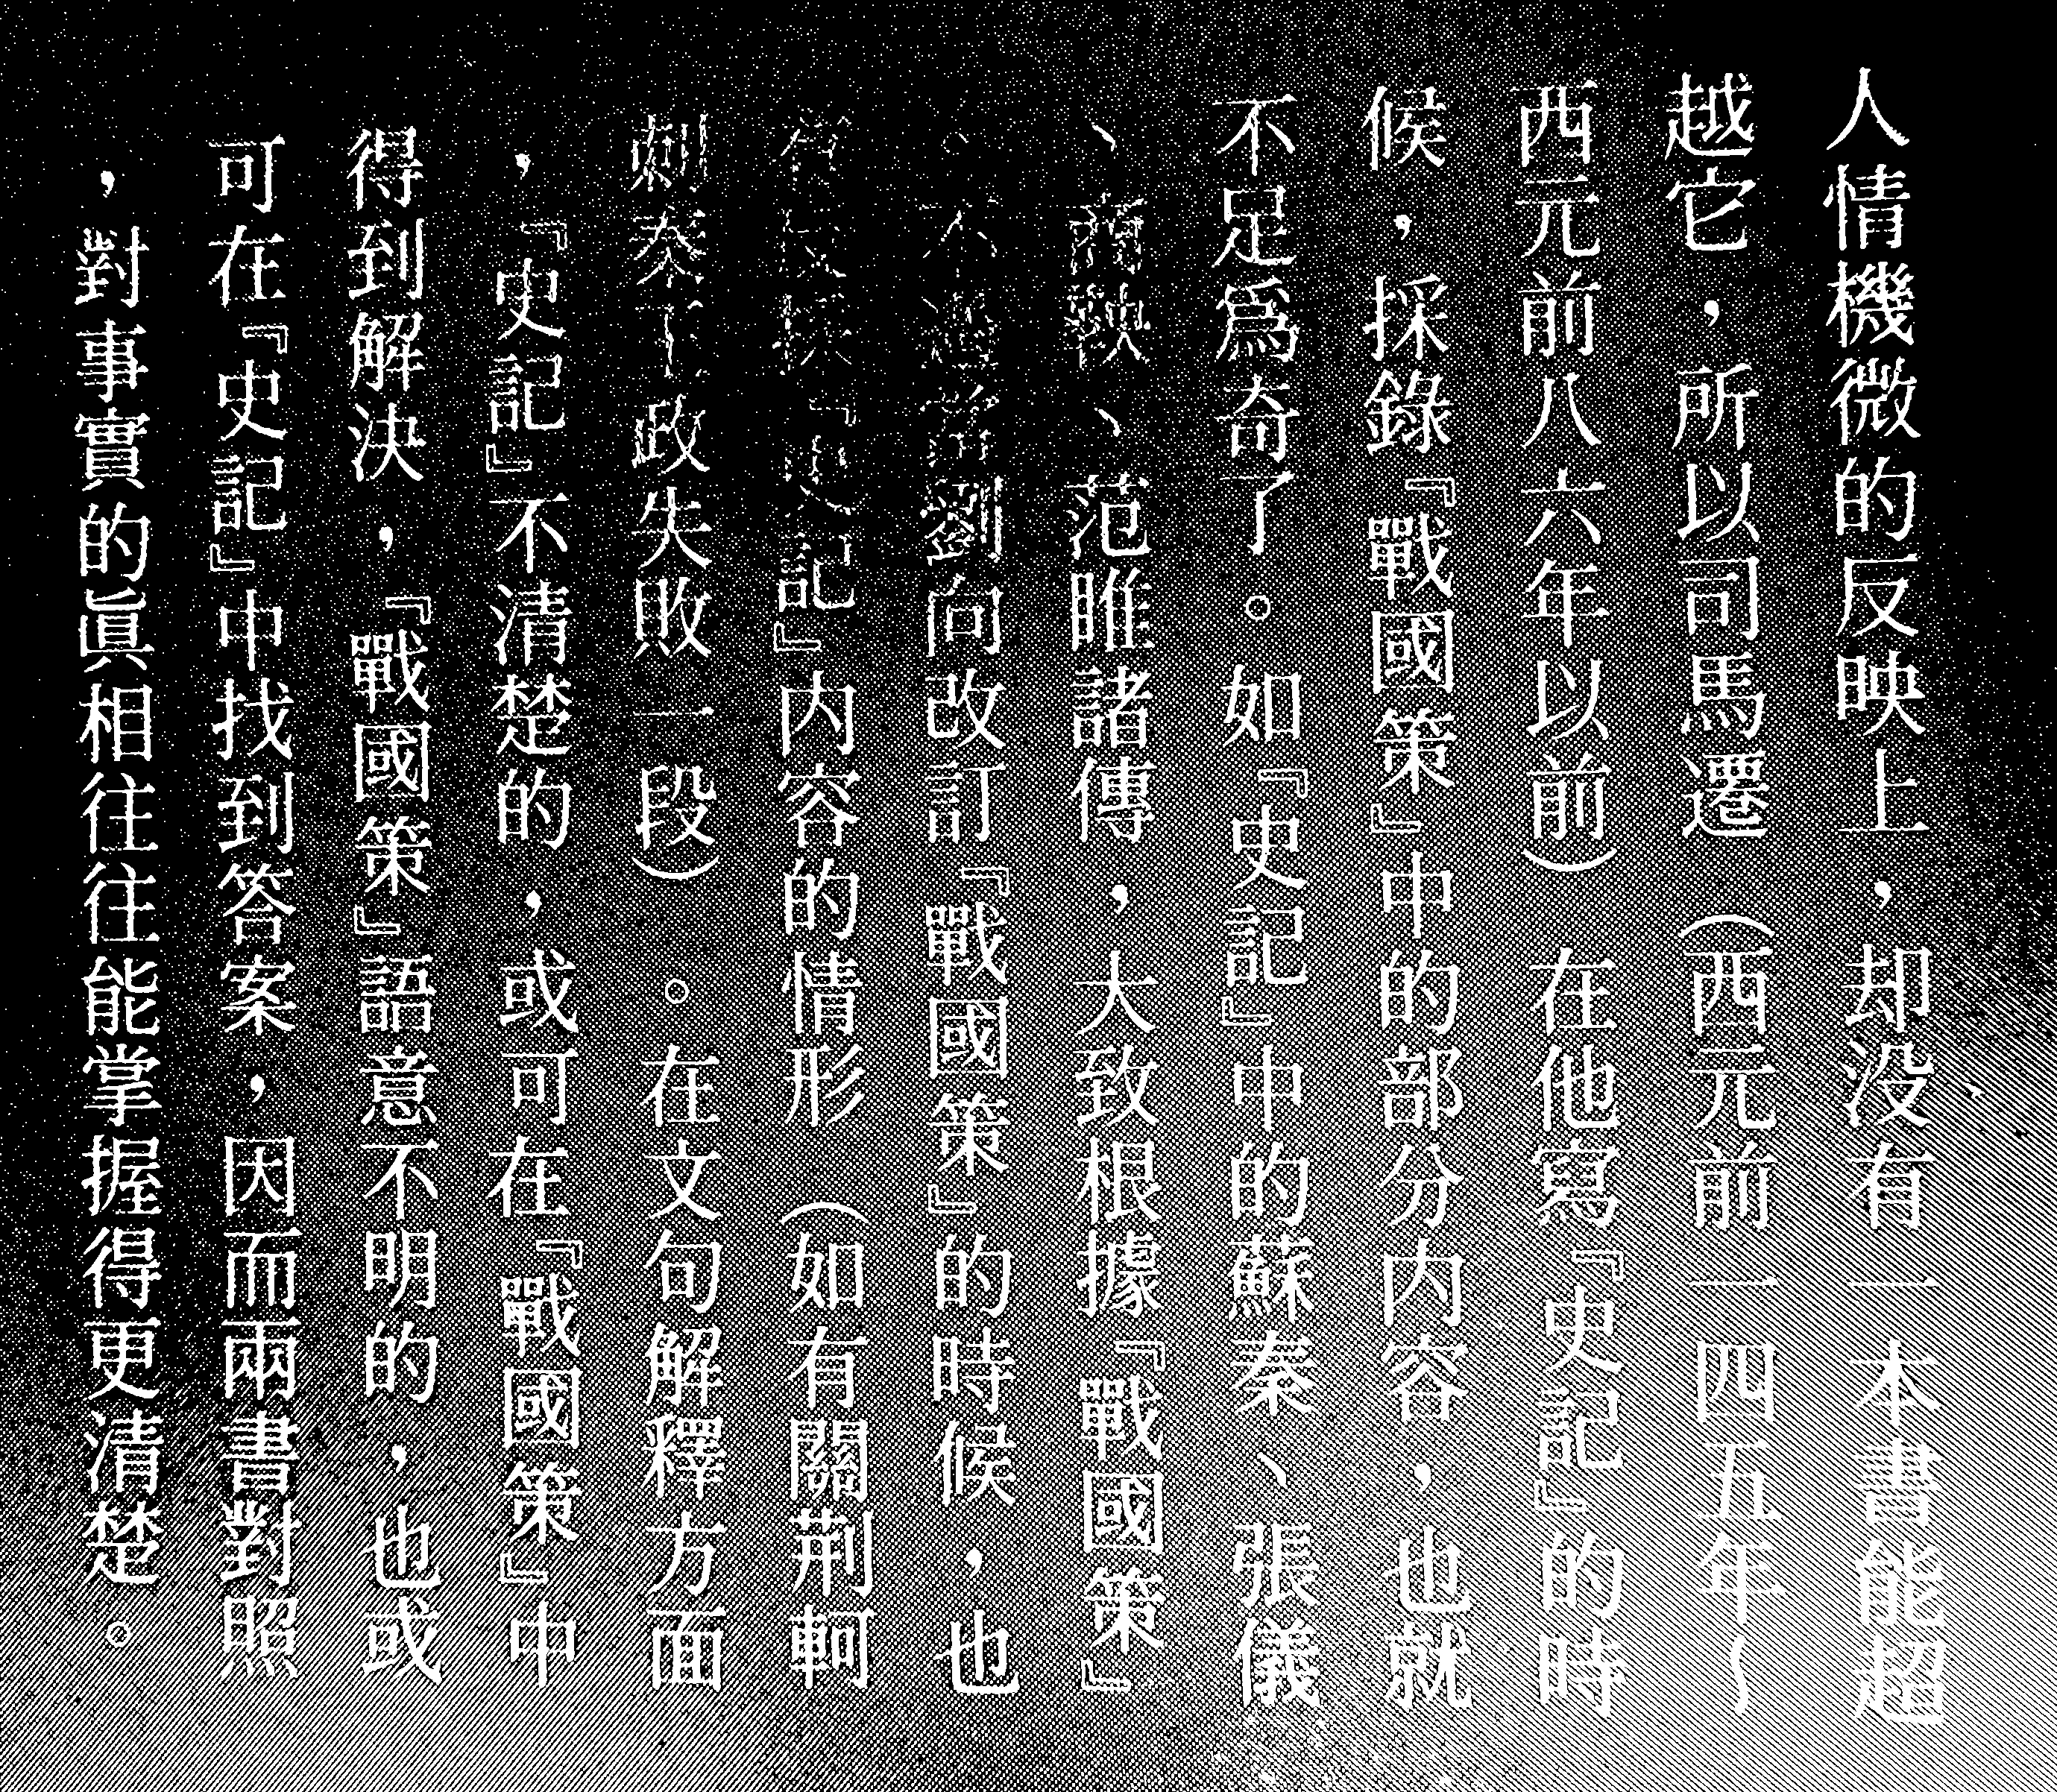 人情機微的反映上，却没有一本書能超
越它，所以司馬遷（西元前一四五年～
西元前八六年以前）在他寫『史記』的時
候，採錄『戰國策』中的部分内容，也就
不足爲奇了。如『史記』中的蘇秦、張儀
、商鞅、范睢諸傳，大致根據『戰國策』
、不過當劉向改訂『戰國策』的時候，也
『史記』内容的情形（如有關荆軻
刺秦王政失敗一段）。在文句解釋方面
，『史記』不清楚的，或可在『戰國策』中
得到解決，『戰國策』語意不明的，也或
可在『史記』中找到答案，因而兩書對照
，對事實的眞相往往能掌握得更清楚。